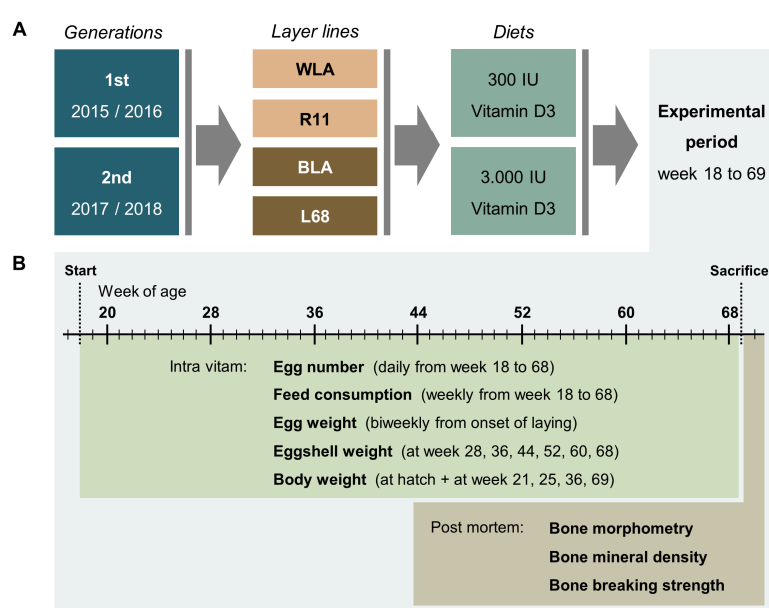 A
Generations
Layer lines
Diets
1st
2015 / 2016
2nd
2017 / 2018
WLA
R11
BLA
L68
300 IU
Vitamin D3
3.000 IU
Vitamin D3
Experimental
period
week 18 to 69
B
Start
Sacrifice
Week of age
20 28 36 44 52 60 68
Intra vitam: Egg number (daily from week 18 to 68)
Feed consumption (weekly from week 18 to 68)
Egg weight (biweekly from onset of laying)
Eggshell weight (at week 28, 36, 44, 52, 60, 68)
Body weight (at hatch + at week 21, 25, 36, 69)
Post mortem: Bone morphometry
Bone mineral density
Bone breaking strength